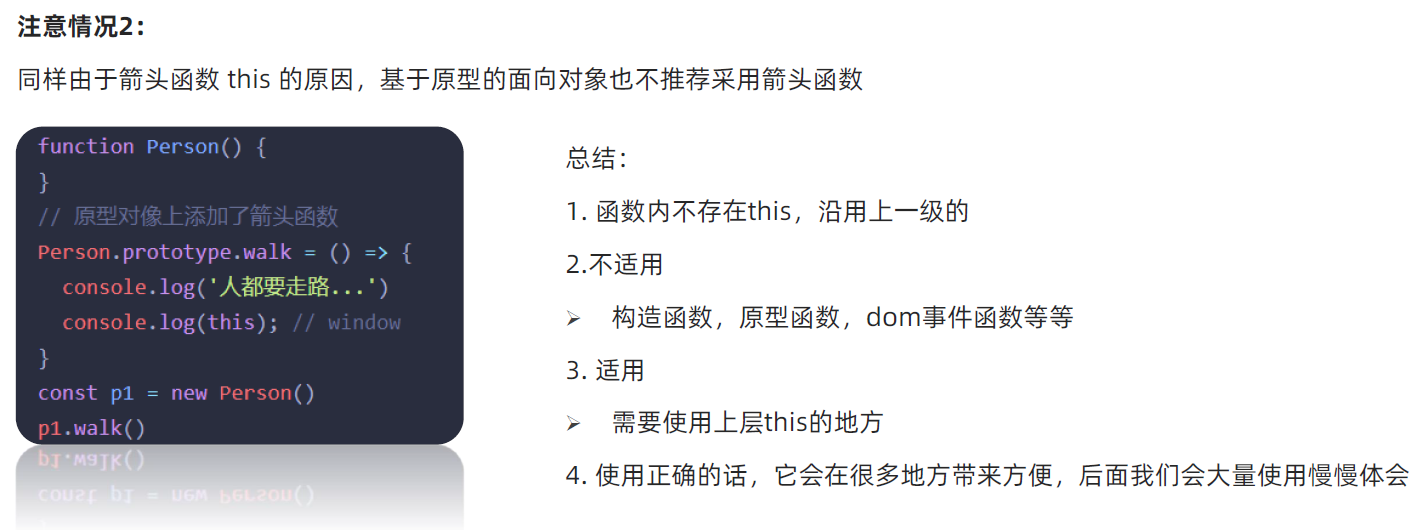 注意情况2：
同样由于箭头函数 this 的原因，基于原型的面向对象也不推荐采用箭头函数
function Person() {
}
// 原型对像上添加了箭头函数
Person.prototype.walk = () => {
  console.log('人都要走路...')
  console.log(this); // window
}
const p1 = new Person()
p1.walk()
总结：
1. 函数内不存在this，沿用上一级的
2.不适用
➢ 构造函数，原型函数，dom事件函数等等
3. 适用
➢ 需要使用上层this的地方
4. 使用正确的话，它会在很多地方带来方便，后面我们会大量使用慢慢体会